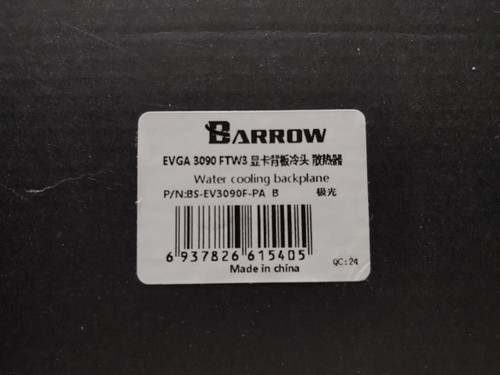 BARROW
EVGA 3090 FTW3 显卡背板冷头 散热器
Water cooling backplane
P/N:BS-EV3090F-PA B 极光
6 937826 615405
Made in china
QC:24